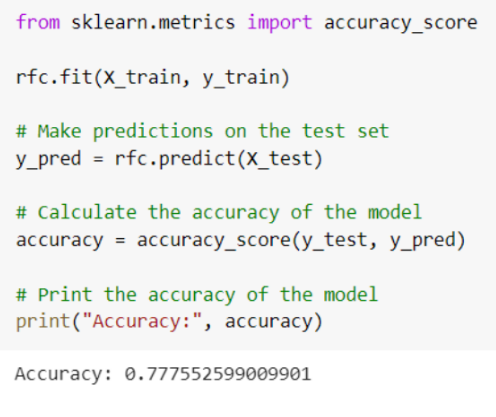 from sklearn.metrics import accuracy_score
rfc.fit(X_train, y_train)
# Make predictions on the test set
y_pred = rfc.predict(X_test)
# Calculate the accuracy of the model
accuracy = accuracy_score(y_test, y_pred)
# Print the accuracy of the model
print("Accuracy:", accuracy)
Accuracy: 0.777552599009901